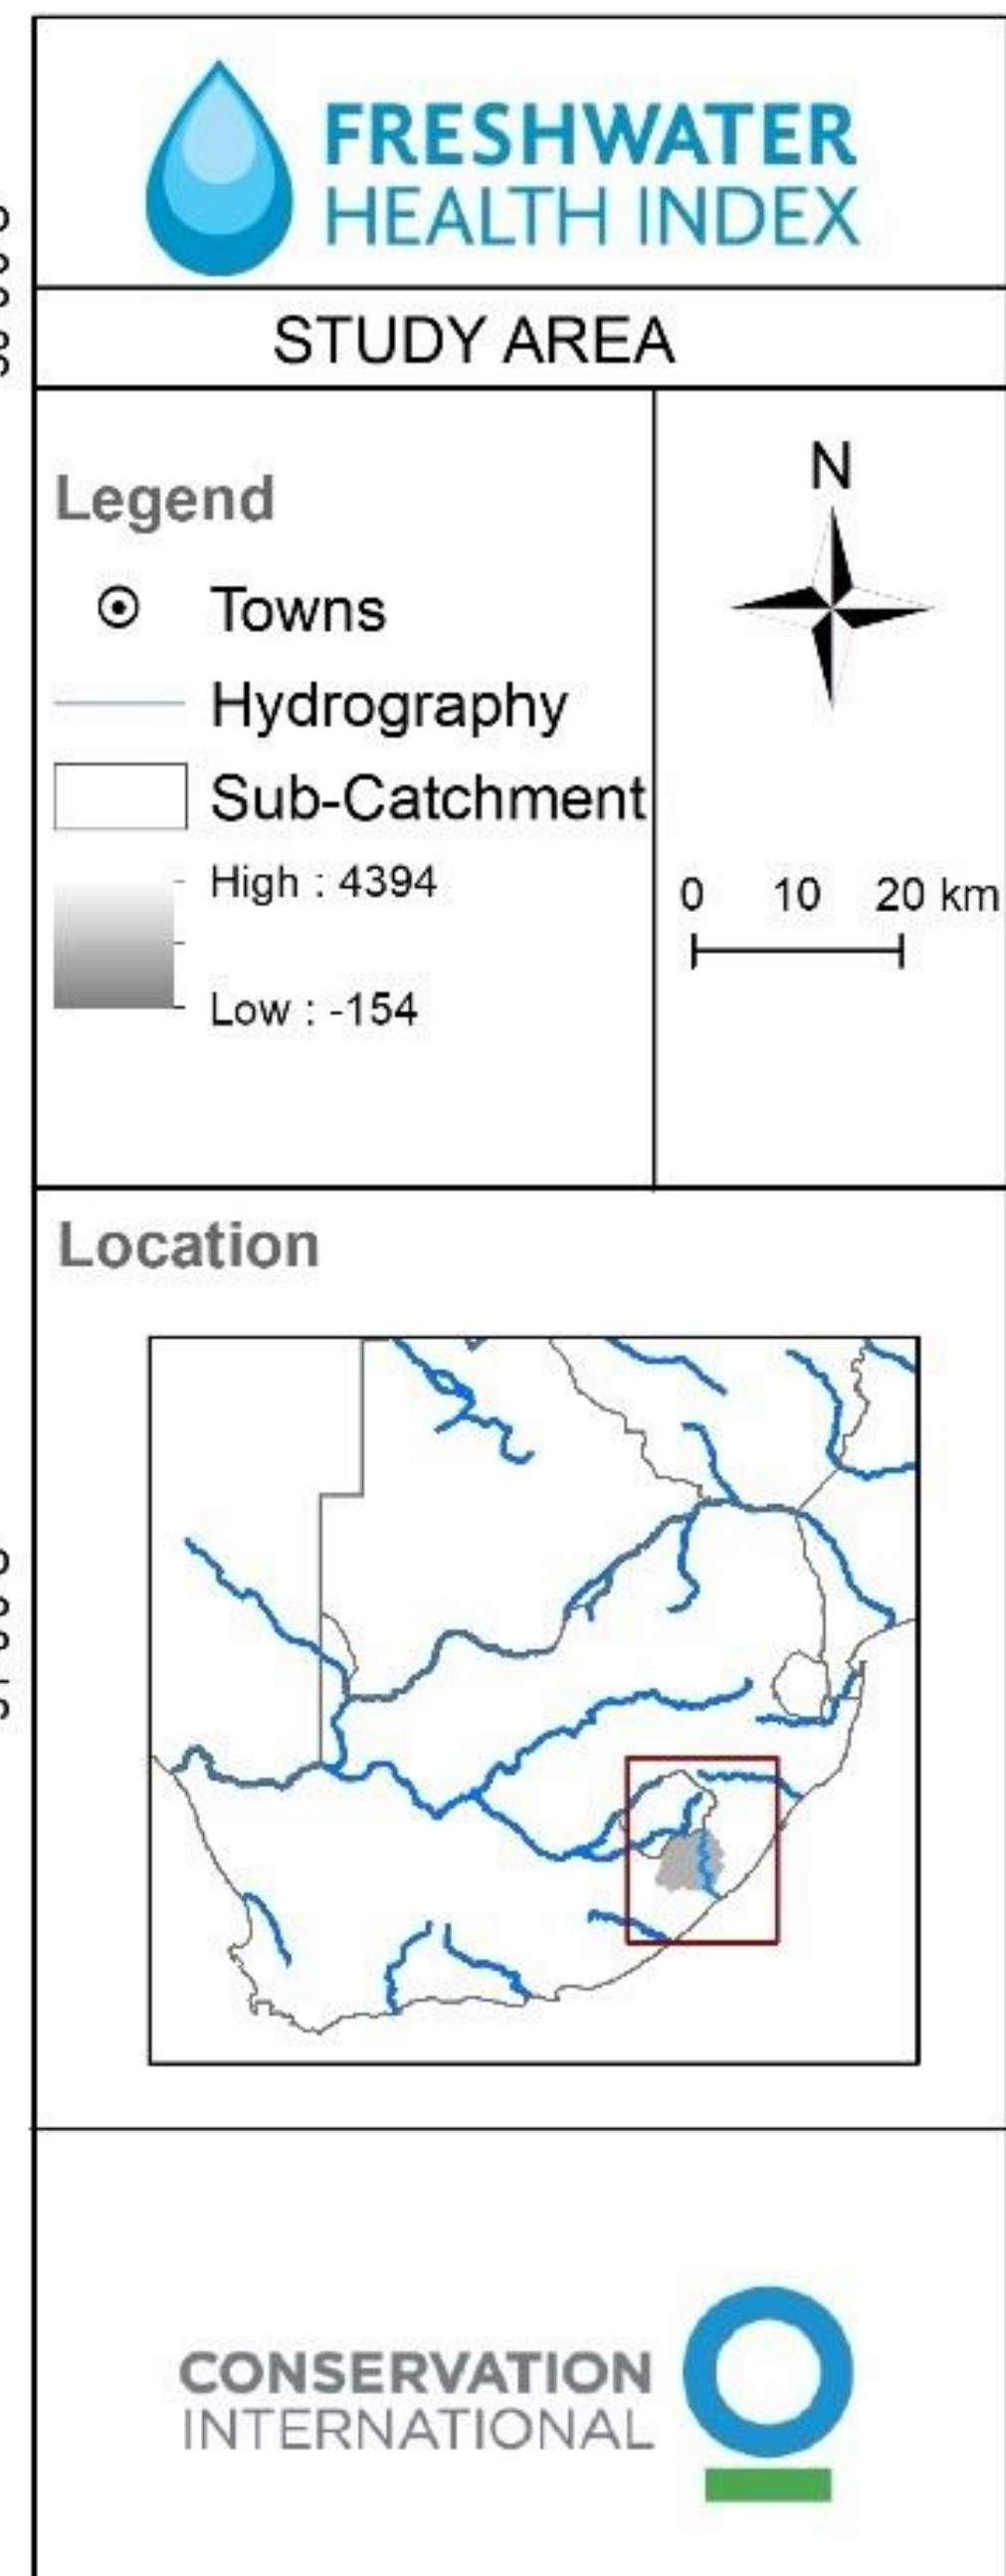 FRESHWATER
HEALTH INDEX
STUDY AREA
Legend
N
Towns
Hydrography
Sub-Catchment
High : 4394
Low : -154
0 10 20 km
Location
CONSERVATION
INTERNATIONAL